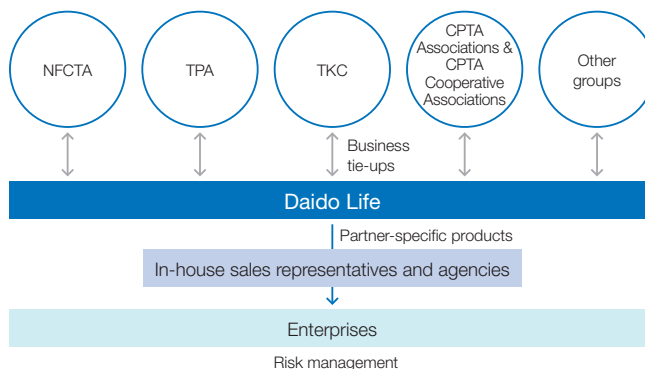 NFCTA
TPA
TKC
CPTA
Associations &
CPTA
Cooperative
Associations
Other
groups
Business
tie-ups
Daido Life
Partner-specific products
In-house sales representatives and agencies
Enterprises
Risk management